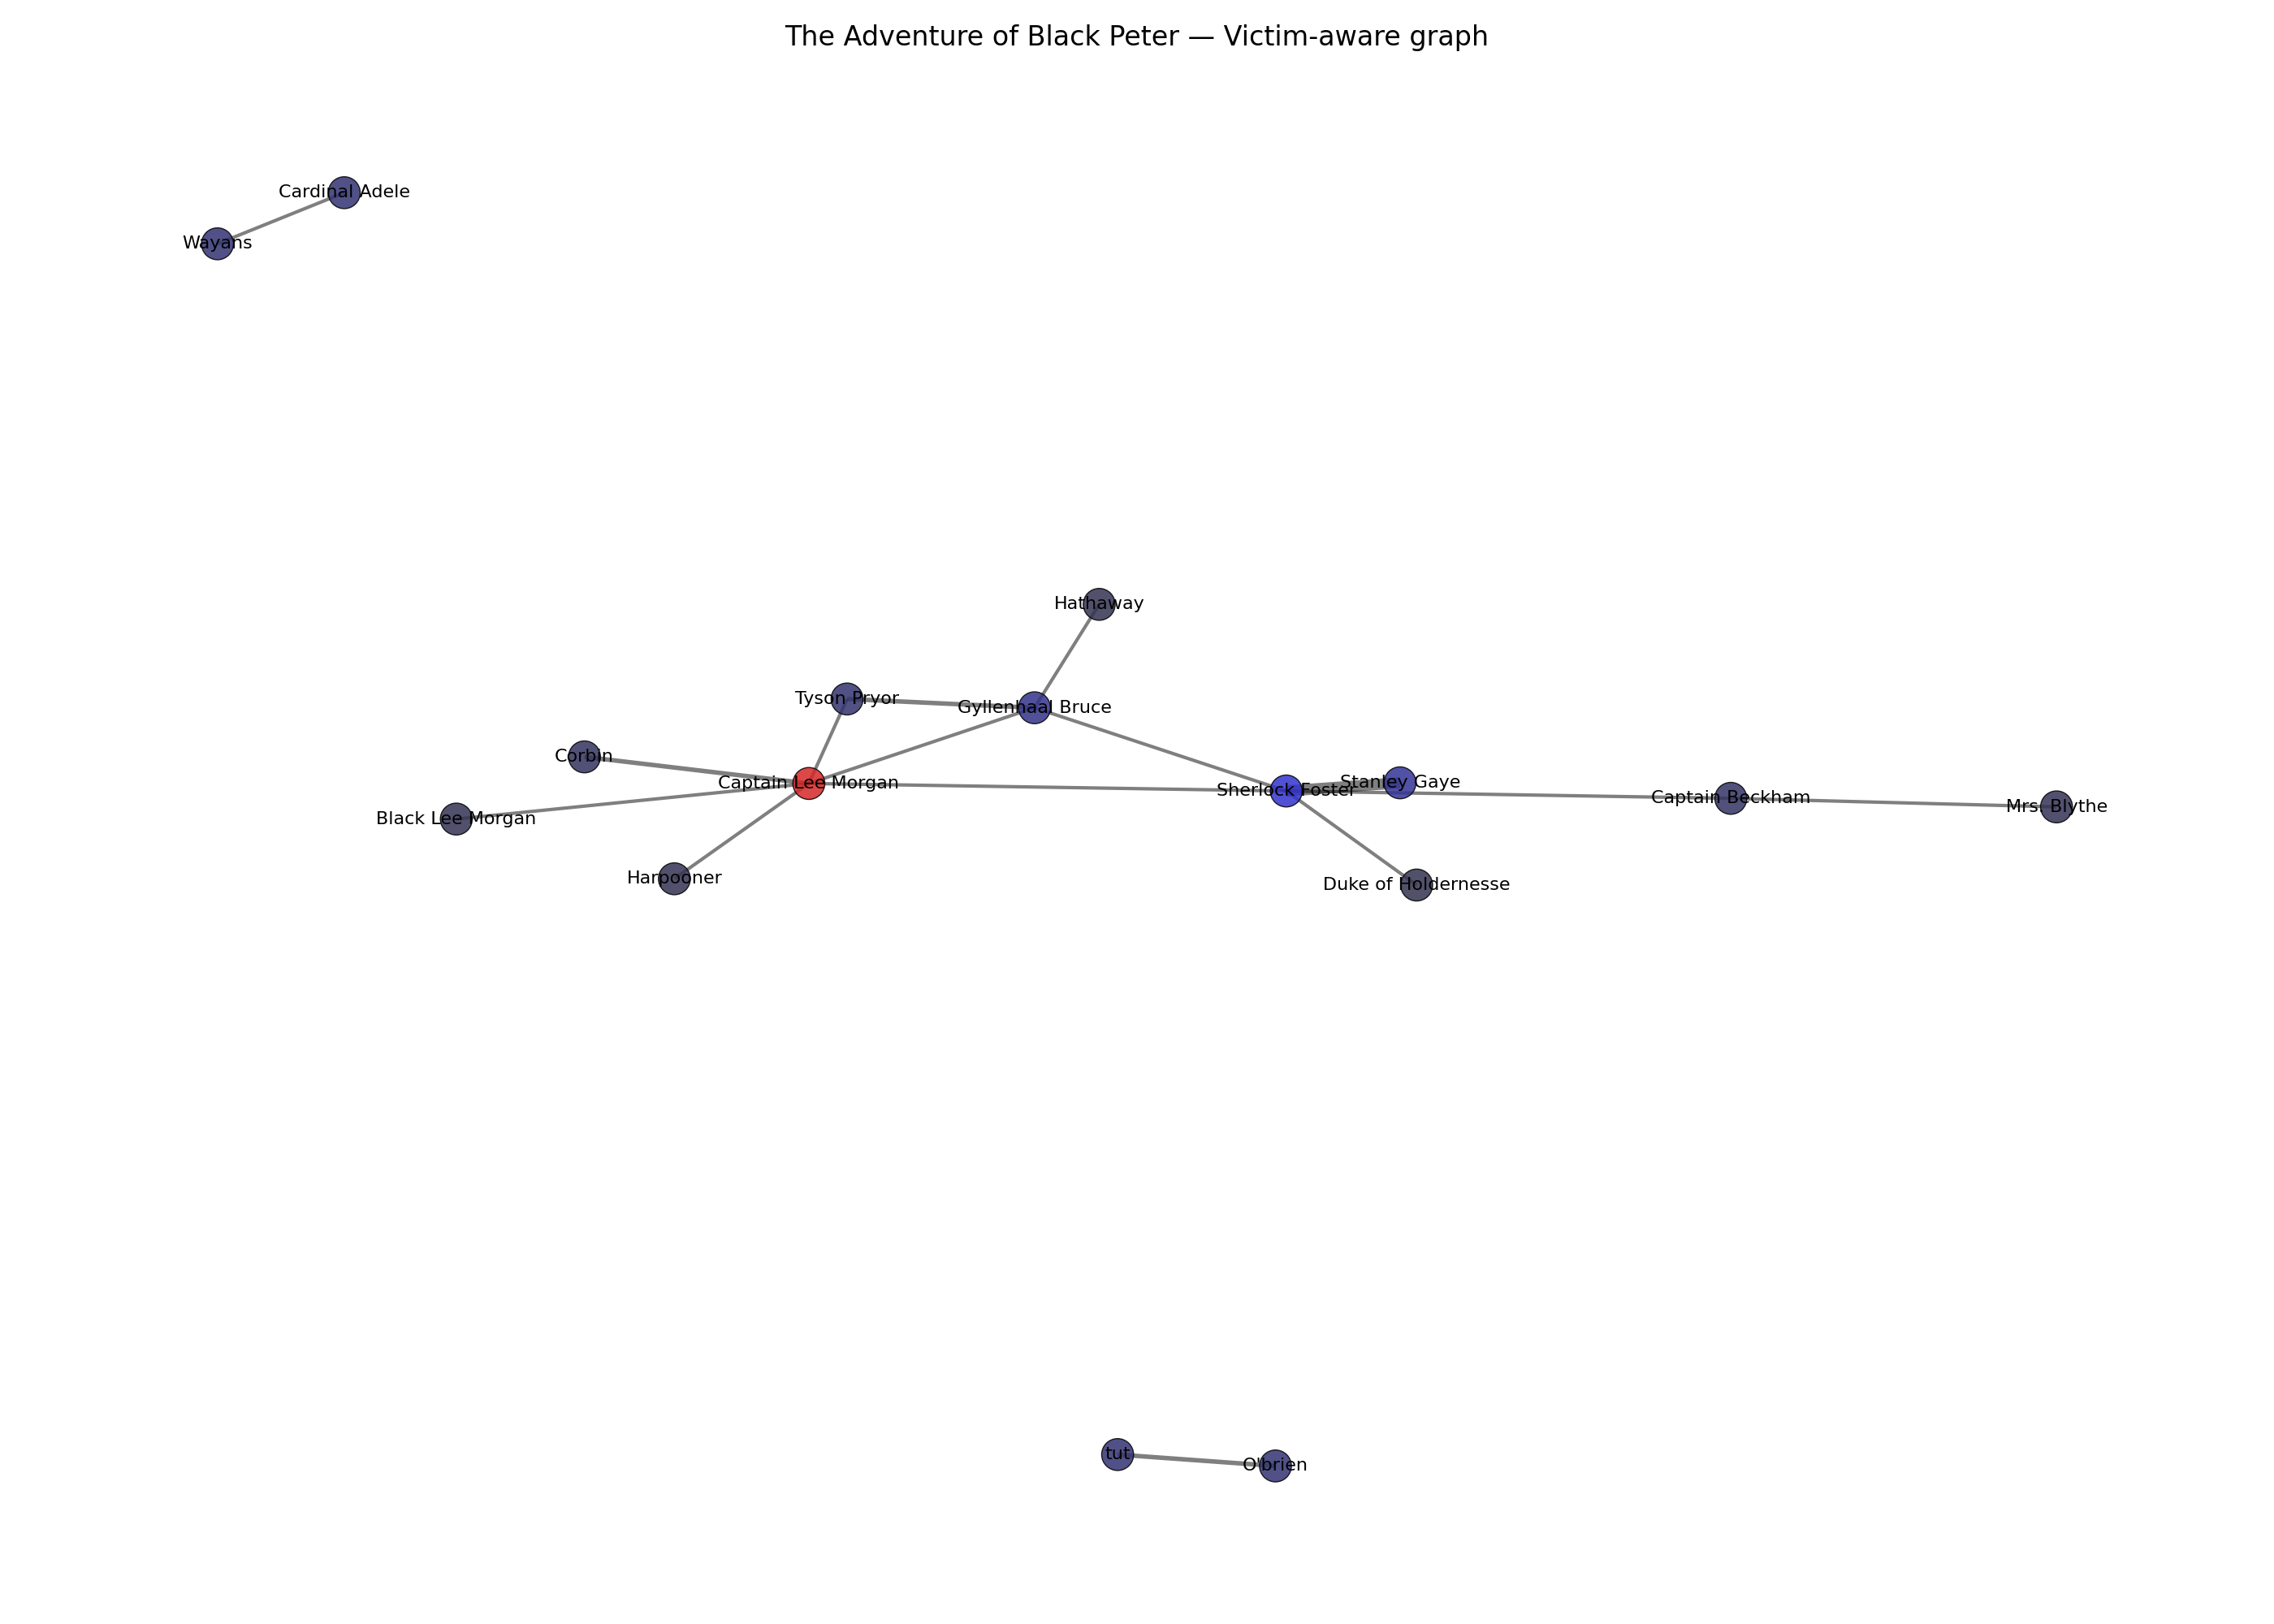 The Adventure of Black Peter — Victim-aware graph
Cardinal Adele
Wayans
Hathaway
Tyson Pryor
Gyllenhaal Bruce
Corbin
Captain Lee Morgan
Sherlock Foster
Stanley Gaye
Captain Beckham
Mrs. Blythe
Black Lee Morgan
Harpooner
Duke of Holdernesse
tut
O'brien